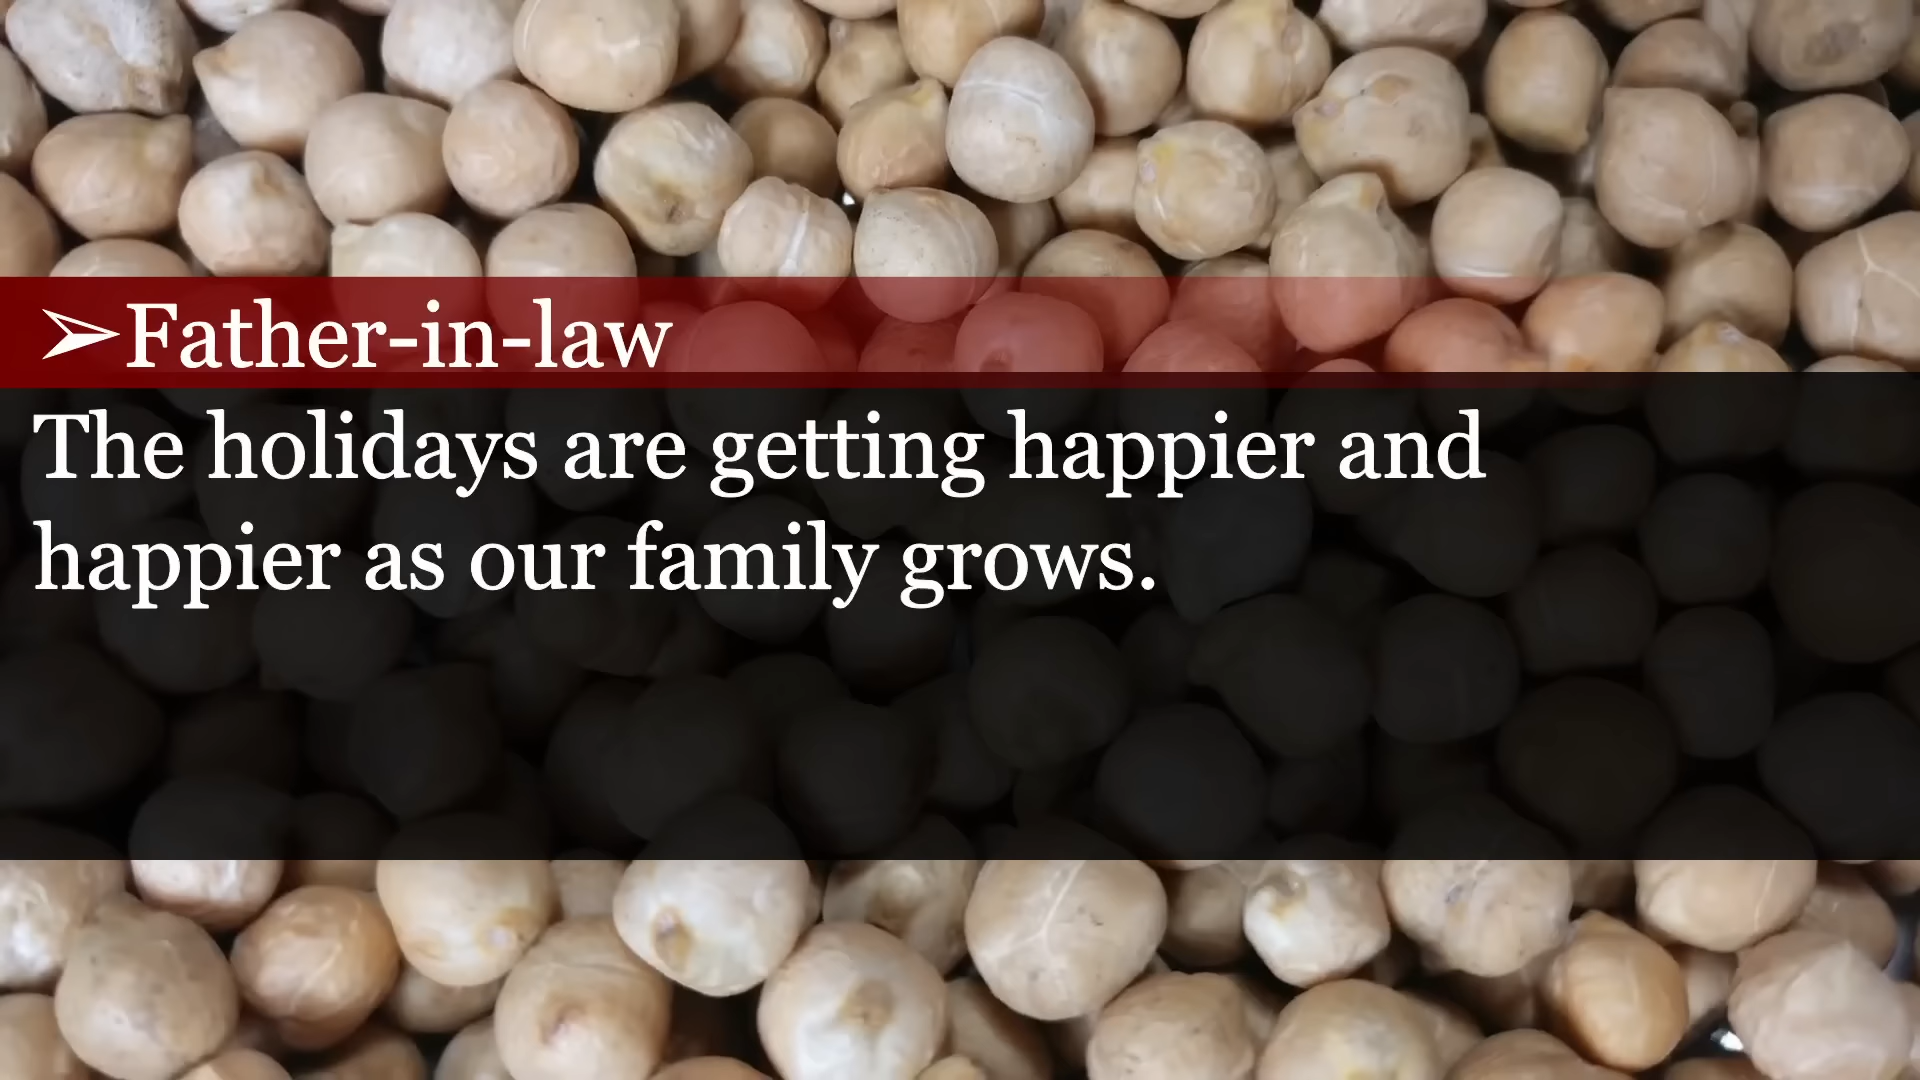 ➢Father-in-law
The holidays are getting happier and
happier as our family grows.